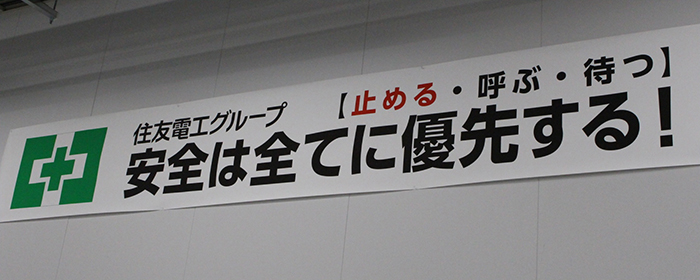 住友電工グループ 【止める・呼ぶ・待つ】
安全は全てに優先する!